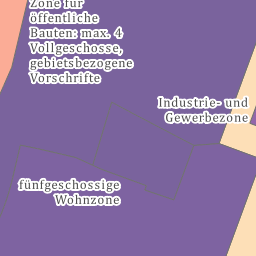 Zone für
öffentliche
Bauten: max. 4
Vollgeschosse,
gebietsbezogene
Vorschrifte
Industrie- und
Gewerbezone
fünfgeschossige
Wohnzone